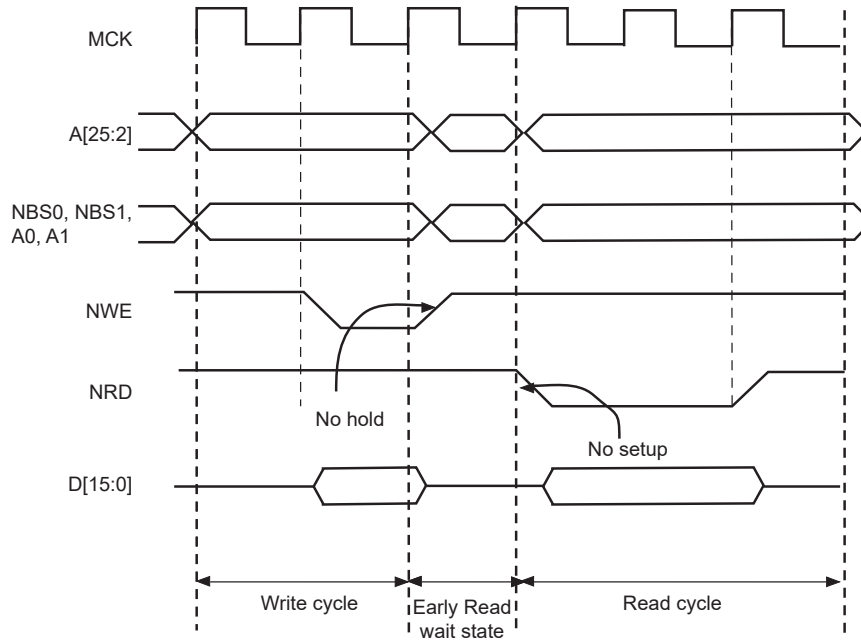 MCK
A[25:2]
NBS0, NBS1,
A0, A1
NWE
NRD
No hold
No setup
D[15:0]
Write cycle
Early Read
wait state
Read cycle